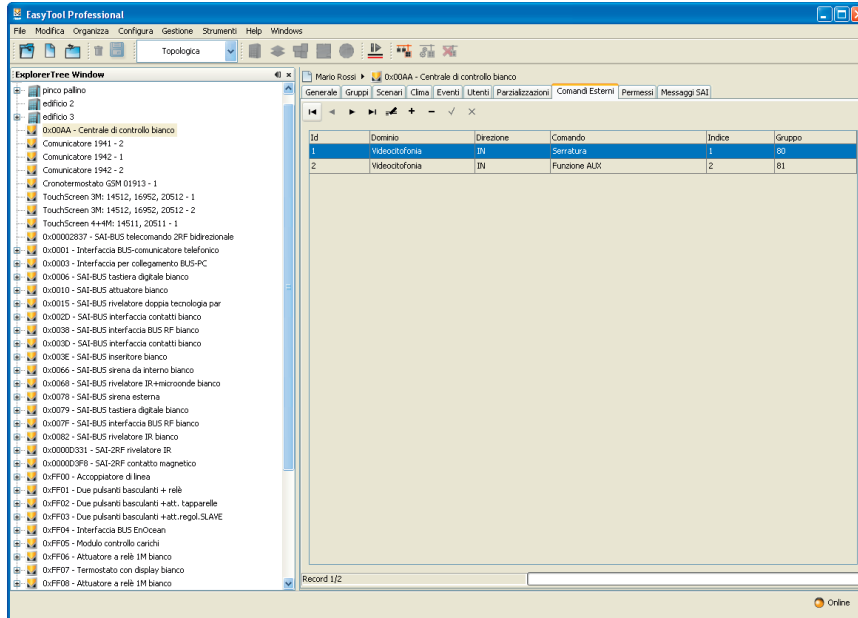 EasyTool Professional
File Modifica Organizza Configura Gestione Strumenti Help Windows
Topologica
ExplorerTree Window
pinco pallino
edificio 2
edificio 3
0x00AA - Centrale di controllo bianco
Comunicatore 1941 - 2
Comunicatore 1942 - 1
Comunicatore 1942 - 2
Cronotermostato GSM 01913 - 1
TouchScreen 3M: 14512, 16952, 20512 - 1
TouchScreen 3M: 14512, 16952, 20512 - 2
TouchScreen 4+4M: 14511, 20511 - 1
0x00002837 - SAI-BUS telecomando 2RF bidirezionale
0x0001 - Interfaccia BUS-comunicatore telefonico
0x0003 - Interfaccia per collegamento BUS-PC
0x0006 - SAI-BUS tastiera digitale bianco
0x0010 - SAI-BUS attuatore bianco
0x0015 - SAI-BUS rivelatore doppia tecnologia par
0x002D - SAI-BUS interfaccia contatti bianco
0x0038 - SAI-BUS interfaccia BUS RF bianco
0x003D - SAI-BUS interfaccia contatti bianco
0x003E - SAI-BUS inseritore bianco
0x0066 - SAI-BUS sirena da interno bianco
0x0068 - SAI-BUS rivelatore IR+microonde bianco
0x0078 - SAI-BUS sirena esterna
0x0079 - SAI-BUS tastiera digitale bianco
0x007F - SAI-BUS interfaccia BUS RF bianco
0x0082 - SAI-BUS rivelatore IR bianco
0x0000D331 - SAI-2RF rivelatore IR
0x0000D3F8 - SAI-2RF contatto magnetico
0xFF00 - Accoppiatore di linea
0xFF01 - Due pulsanti basculanti + relè
0xFF02 - Due pulsanti basculanti +att. tapparelle
0xFF03 - Due pulsanti basculanti +att.regol.SLAVE
0xFF04 - Interfaccia BUS EnOcean
0xFF05 - Modulo controllo carichi
0xFF06 - Attuatore a relè 1M bianco
0xFF07 - Termostato con display bianco
0xFF08 - Attuatore a relè 1M bianco
Mario Rossi 0x00AA - Centrale di controllo bianco
Generale Gruppi Scenari Clima Eventi Utenti Parzializzazioni Comandi Esterni Permessi Messaggi SAI
Id Dominio Direzione Comando Indice Gruppo
1 Videocitofonia IN Serratura 1 80
2 Videocitofonia IN Funzione AUX 2 81
Record 1/2
Online